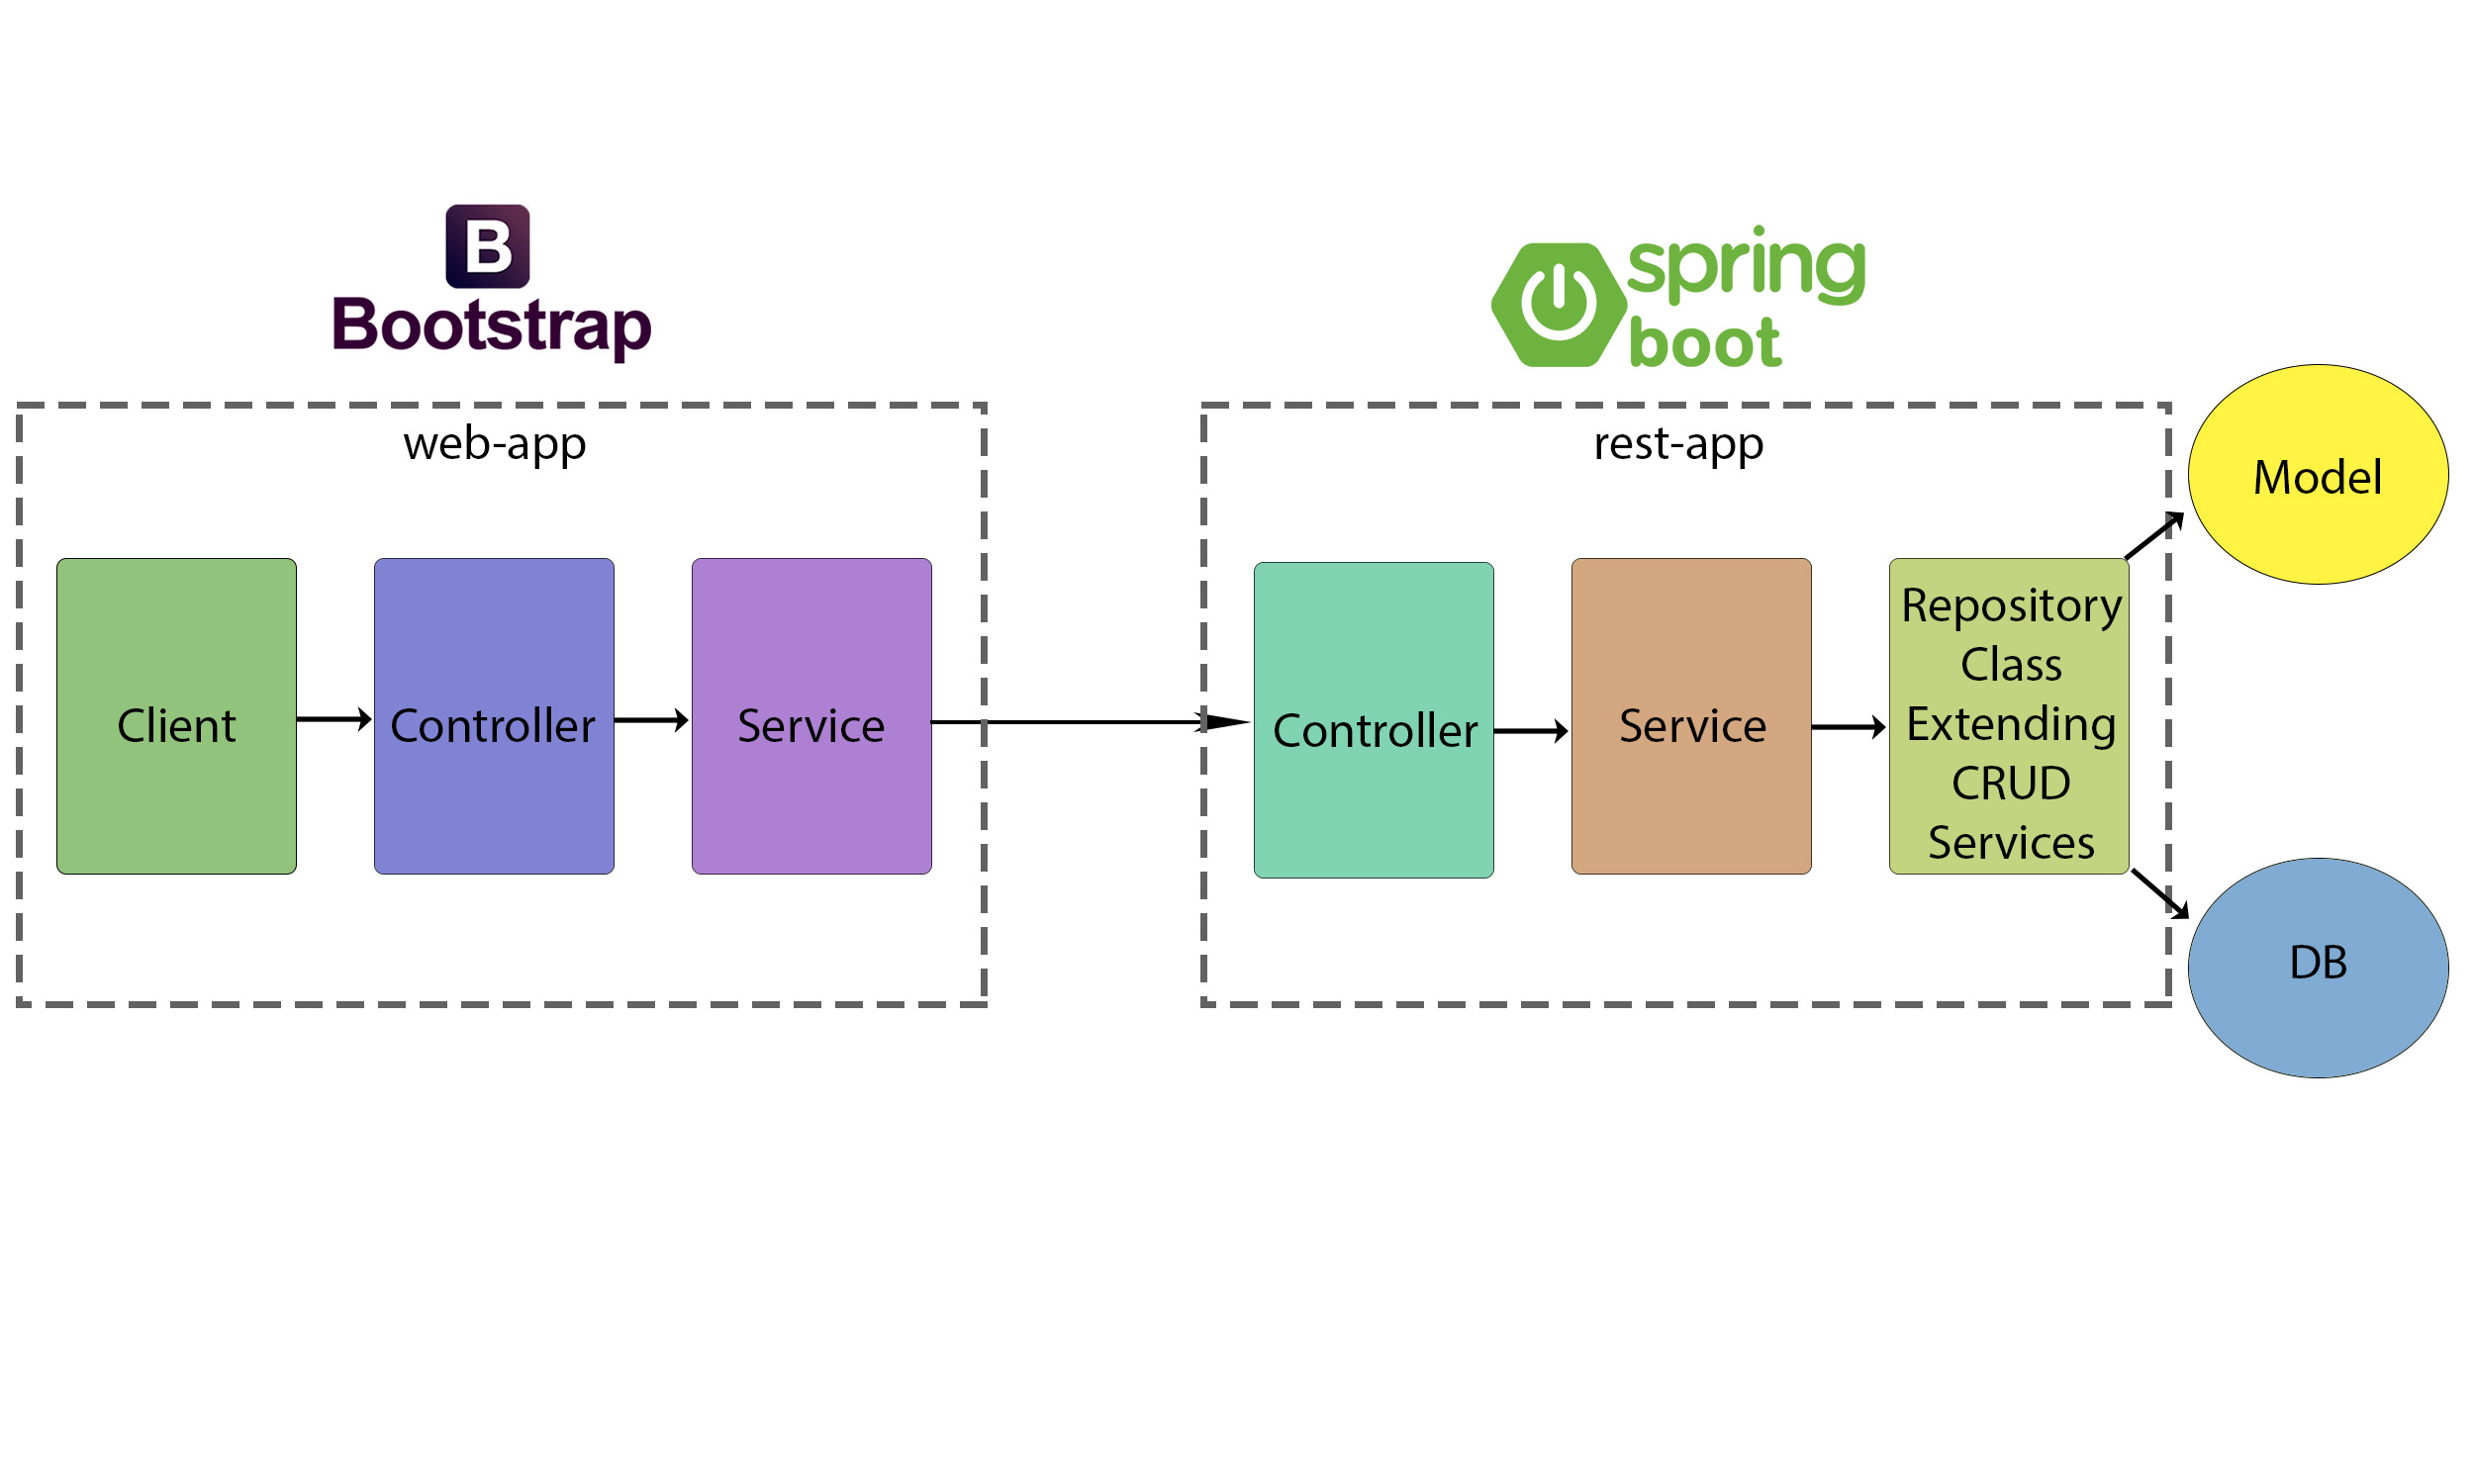 B
Bootstrap
spring
boot
web-app
rest-app
Client
Controller
Service
Controller
Service
Repository
Class
Extending
CRUD
Services
Model
DB